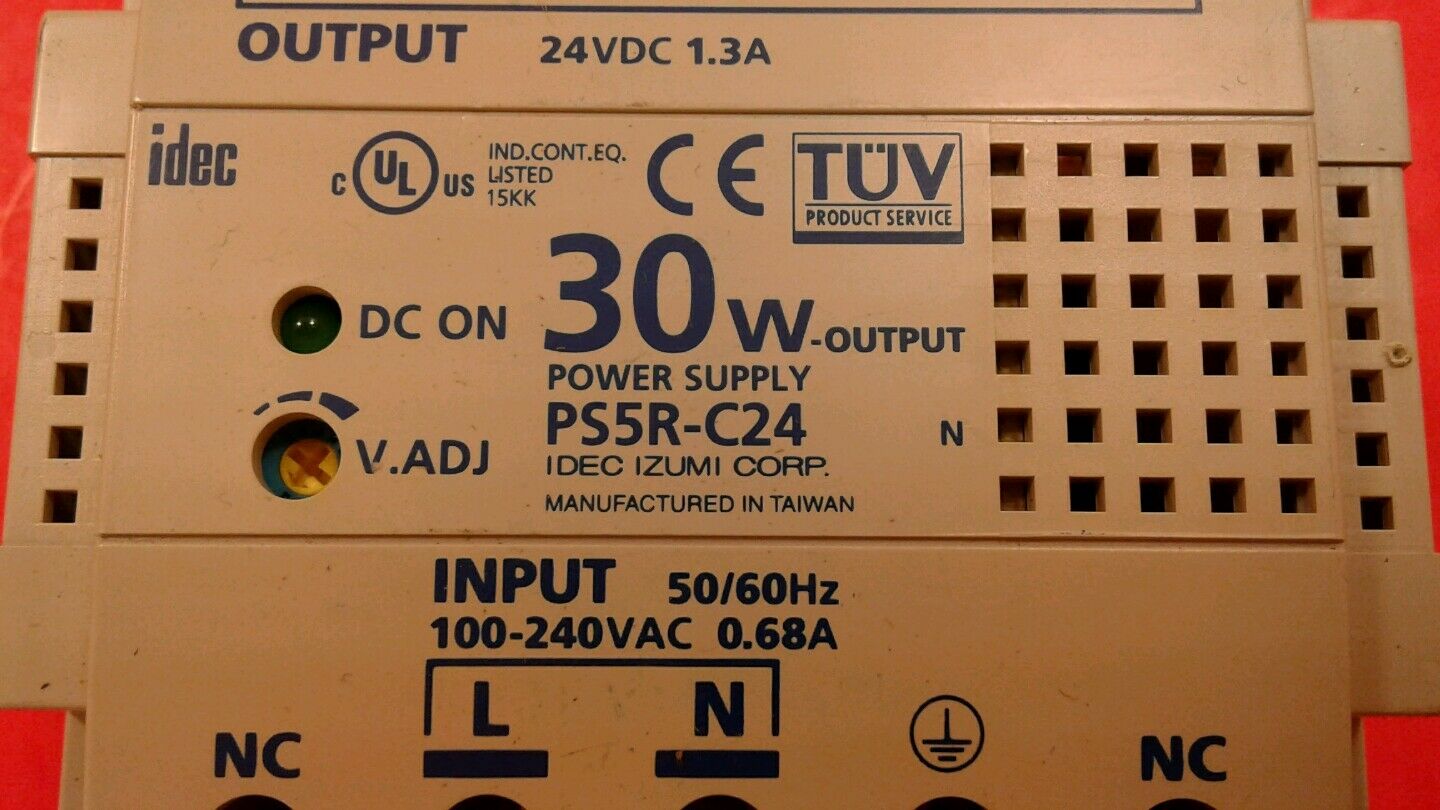 OUTPUT 24VDC 1.3A
idec
c UL US
IND.CONT.EQ.
LISTED
15KK
CE
TÜV
PRODUCT SERVICE
DC ON
30W-OUTPUT
POWER SUPPLY
PS5R-C24 N
V.ADJ
IDEC IZUMI CORP.
MANUFACTURED IN TAIWAN
INPUT 50/60Hz
100-240VAC 0.68A
L N
NC NC